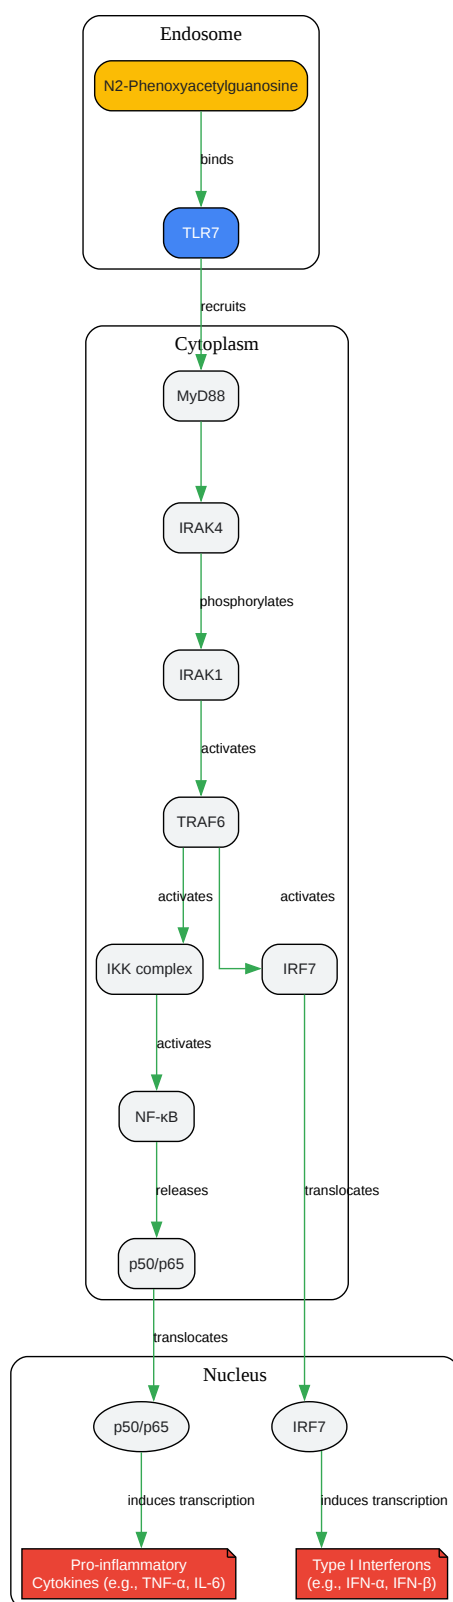 Endosome
N2-Phenoxyacetylguanosine
binds
TLR7
recruits
Cytoplasm
MyD88
IRAK4
phosphorylates
IRAK1
activates
TRAF6
activates
activates
IKK complex
IRF7
activates
NF-κB
releases
translocates
p50/p65
translocates
Nucleus
p50/p65
IRF7
induces transcription
induces transcription
Pro-inflammatory
Cytokines (e.g., TNF-α, IL-6)
Type I Interferons
(e.g., IFN-α, IFN-β)